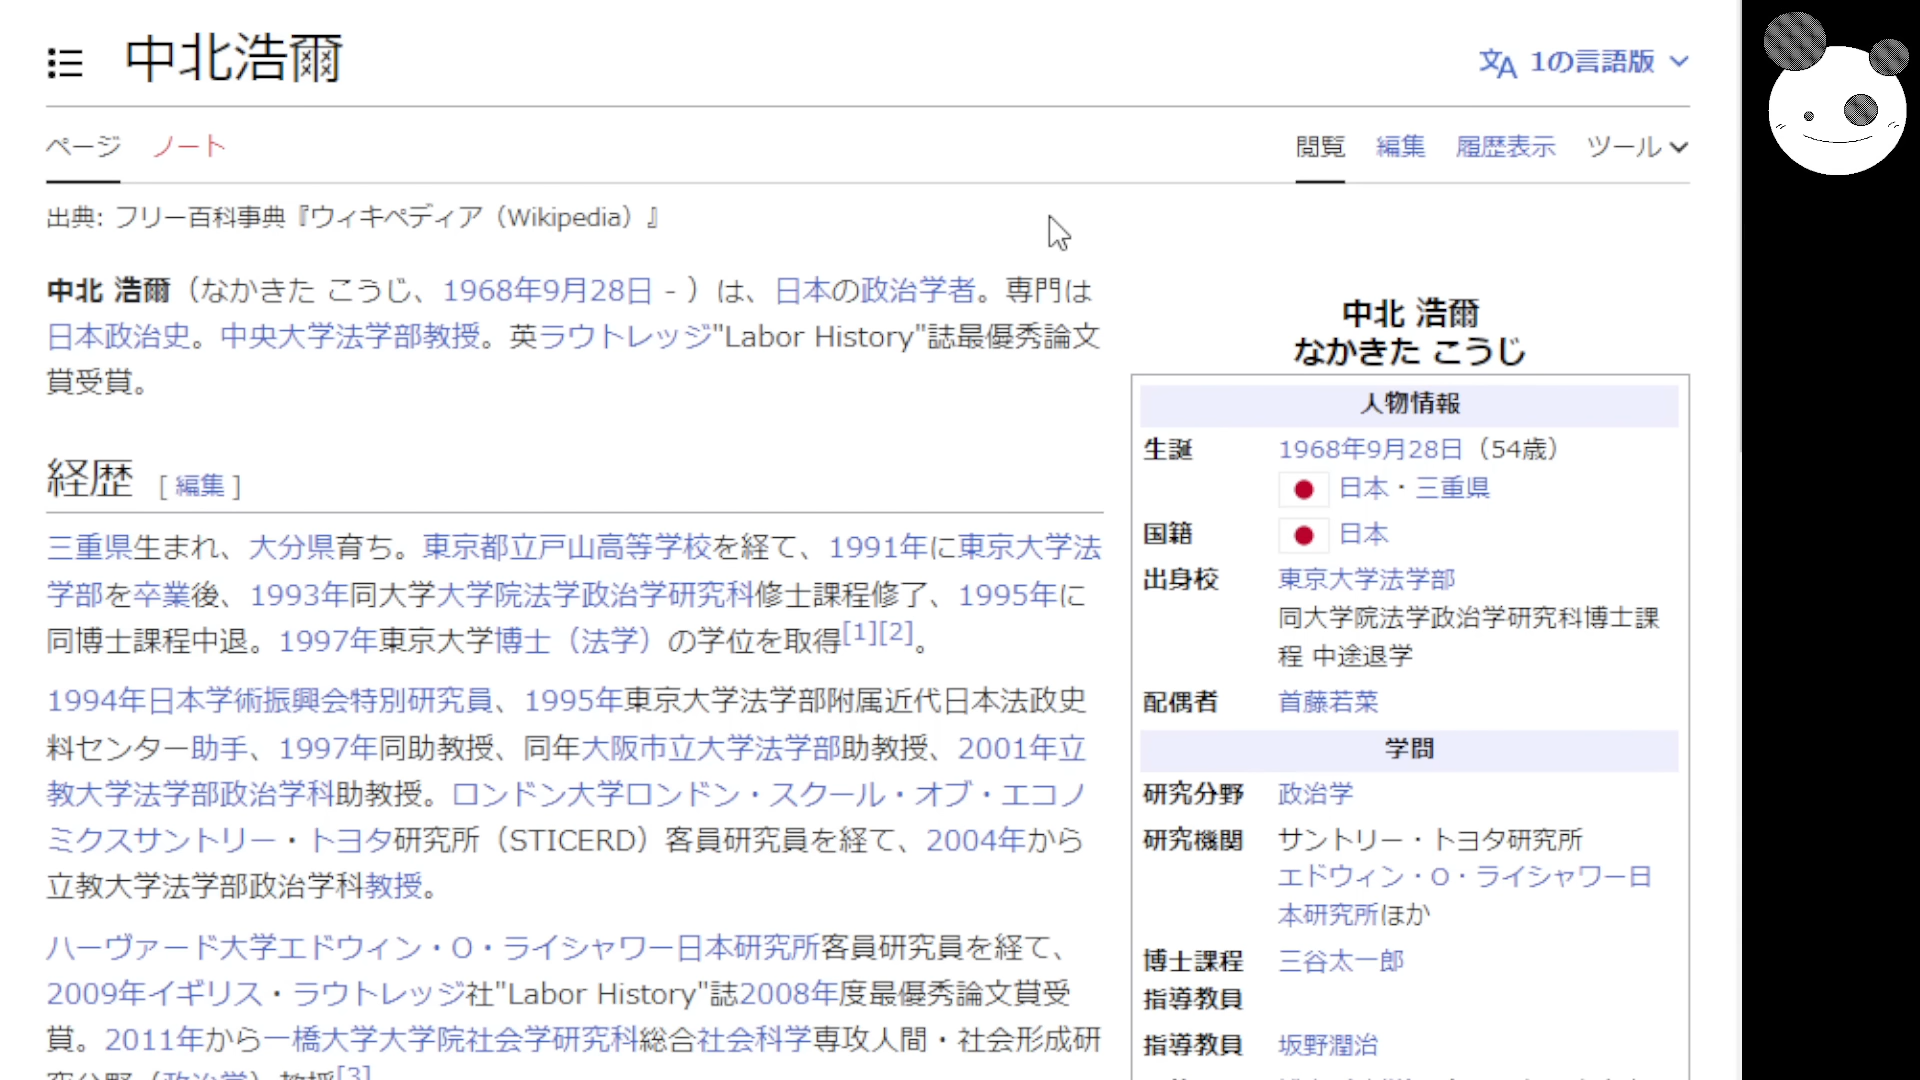 中北浩爾
1の言語版
ページ ノート
閲覧 編集 履歴表示 ツール
出典: フリー百科事典『ウィキペディア（Wikipedia）』
中北 浩爾（なかきた こうじ、1968年9月28日 - ）は、日本の政治学者。専門は
日本政治史。中央大学法学部教授。英ラウトレッジ"Labor History"誌最優秀論文
賞受賞。
経歴 [編集]
三重県生まれ、大分県育ち。東京都立戸山高等学校を経て、1991年に東京大学法
学部を卒業後、1993年同大学大学院法学政治学研究科修士課程修了、1995年に
同博士課程中退。1997年東京大学博士（法学）の学位を取得[1][2]。
1994年日本学術振興会特別研究員、1995年東京大学法学部附属近代日本法政史
料センター助手、1997年同助教授、同年大阪市立大学法学部助教授、2001年立
教大学法学部政治学科助教授。ロンドン大学ロンドン・スクール・オブ・エコノ
ミクスサントリー・トヨタ研究所（STICERD）客員研究員を経て、2004年から
立教大学法学部政治学科教授。
ハーヴァード大学エドウィン・O・ライシャワー日本研究所客員研究員を経て、
2009年イギリス・ラウトレッジ社"Labor History"誌2008年度最優秀論文賞受
賞。2011年から一橋大学大学院社会学研究科総合社会科学専攻人間・社会形成研
究分野（政治学）教授[3]
中北 浩爾
なかきた こうじ
人物情報
生誕 1968年9月28日（54歳）
日本・三重県
国籍 日本
出身校 東京大学法学部
同大学院法学政治学研究科博士課
程 中途退学
配偶者 首藤若菜
学問
研究分野 政治学
研究機関 サントリー・トヨタ研究所
エドウィン・O・ライシャワー日
本研究所ほか
博士課程 三谷太一郎
指導教員
指導教員 坂野潤治